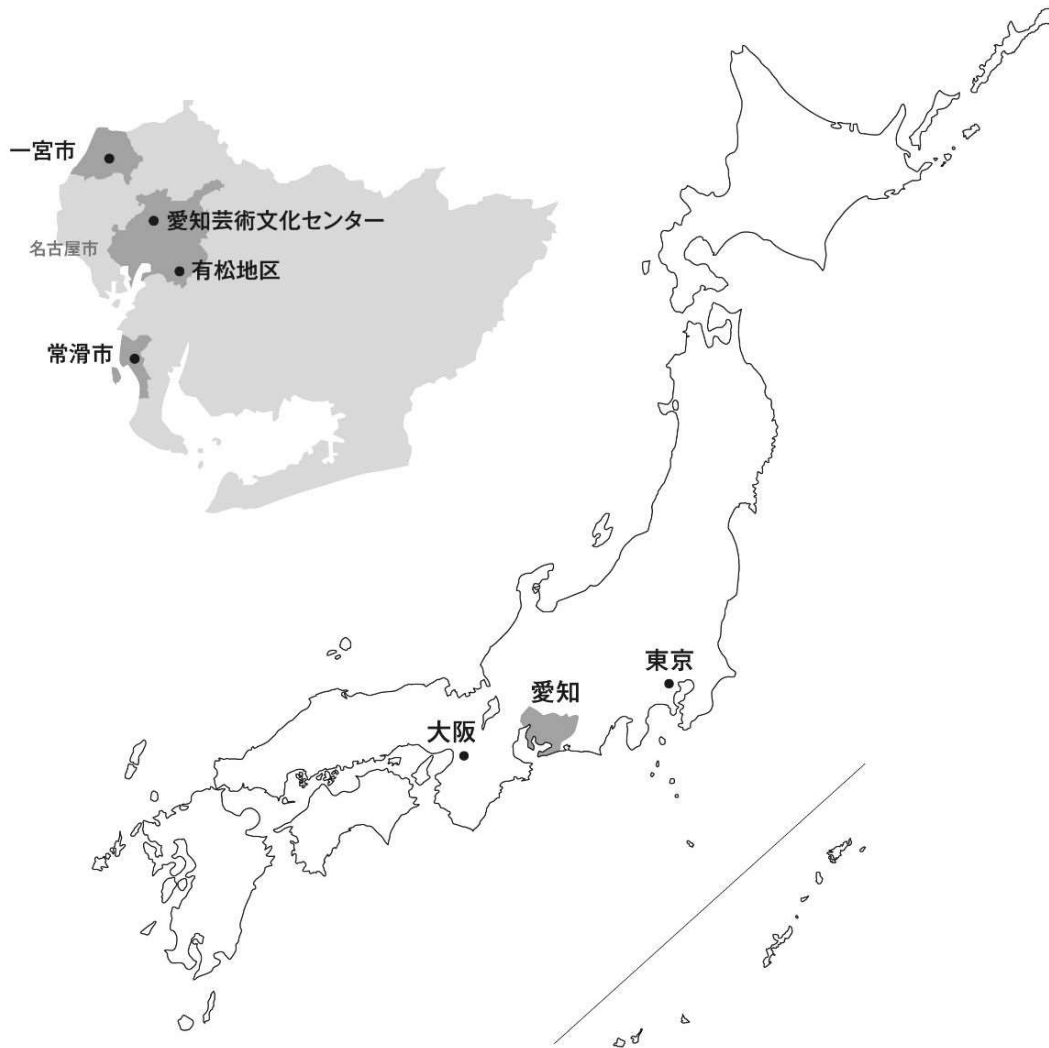 一宮市
愛知芸術文化センター
名古屋市
有松地区
常滑市
東京
愛知
大阪